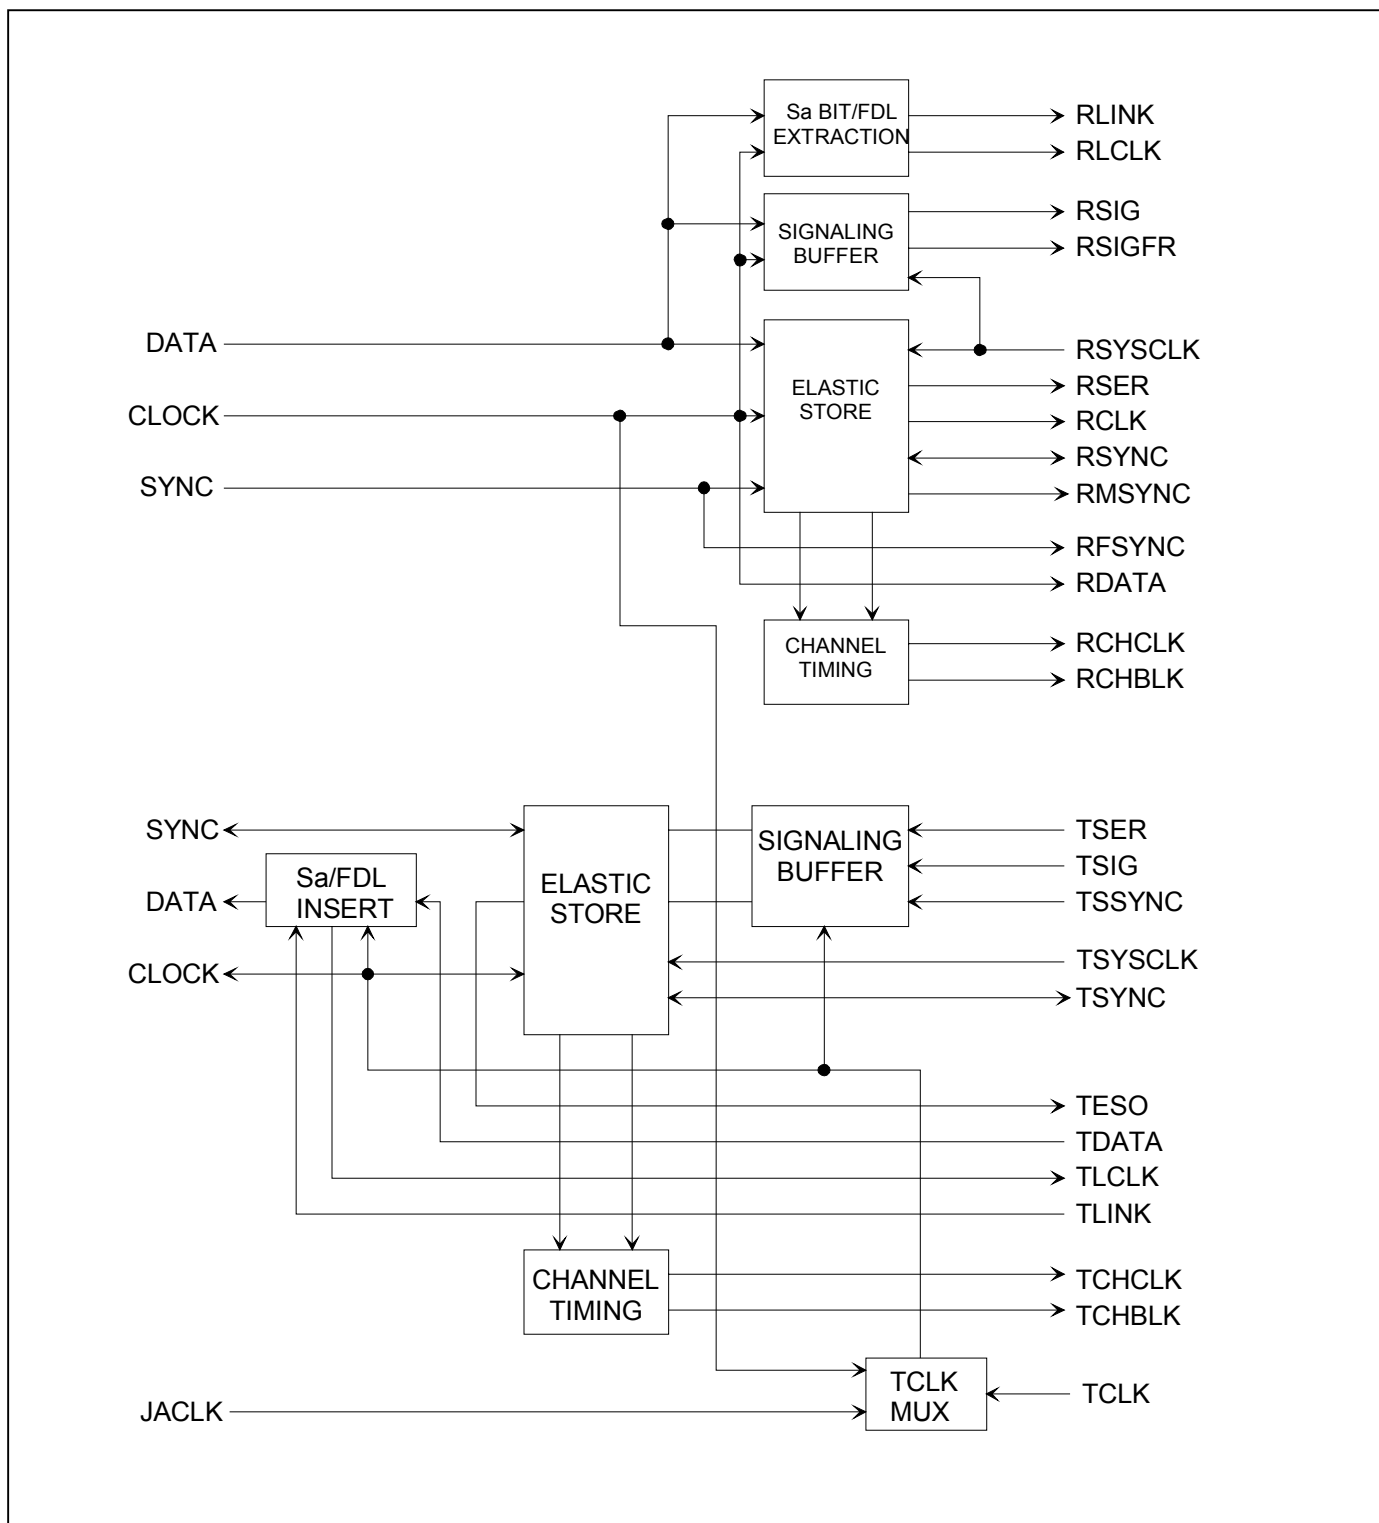 Sa BIT/FDL
EXTRACTION
RLINK
RLCLK
SIGNALING
BUFFER
RSIG
RSIGFR
DATA
CLOCK
SYNC
ELASTIC
STORE
RSYSCLK
RSER
RCLK
RSYNC
RMSYNC
RFSYNC
RDATA
CHANNEL
TIMING
RCHCLK
RCHBLK
SYNC
DATA
CLOCK
Sa/FDL
INSERT
ELASTIC
STORE
SIGNALING
BUFFER
TSER
TSIG
TSSYNC
TSYSCLK
TSYNC
TESO
TDATA
TLCLK
TLINK
CHANNEL
TIMING
TCHCLK
TCHBLK
JACLK
TCLK
MUX
TCLK